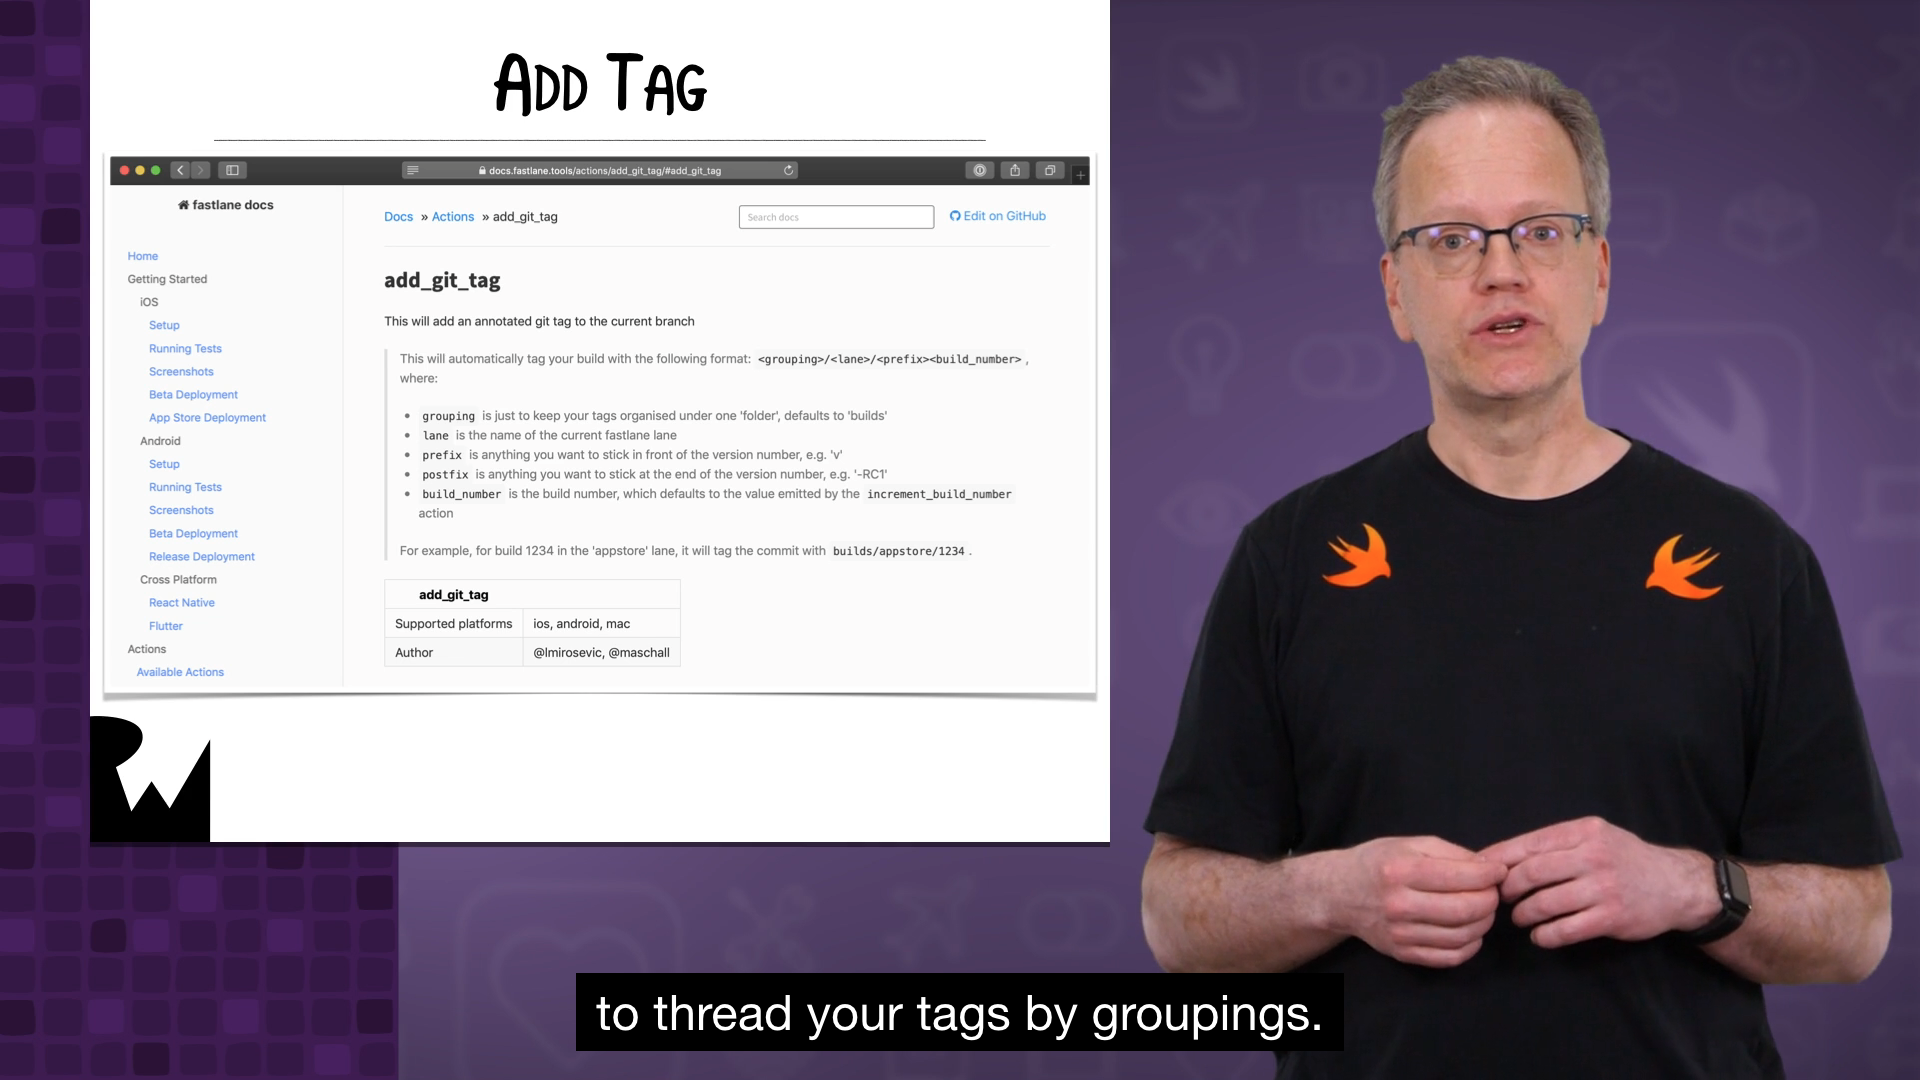 ADD TAG
docs.fastlane.tools/actions/add_git_tag/#add_git_tag
fastlane docs
Home
Getting Started
iOS
Setup
Running Tests
Screenshots
Beta Deployment
App Store Deployment
Android
Setup
Running Tests
Screenshots
Beta Deployment
Release Deployment
Cross Platform
React Native
Flutter
Actions
Available Actions
Docs » Actions » add_git_tag
Search docs
Edit on GitHub
add_git_tag
This will add an annotated git tag to the current branch
This will automatically tag your build with the following format: <grouping>/<lane>/<prefix><build_number> ,
where:
• grouping is just to keep your tags organised under one 'folder', defaults to 'builds'
• lane is the name of the current fastlane lane
• prefix is anything you want to stick in front of the version number, e.g. 'v'
• postfix is anything you want to stick at the end of the version number, e.g. '-RC1'
• build_number is the build number, which defaults to the value emitted by the increment_build_number
action
For example, for build 1234 in the 'appstore' lane, it will tag the commit with builds/appstore/1234 .
add_git_tag
Supported platforms ios, android, mac
Author @lmirosevic, @maschall
RW
to thread your tags by groupings.